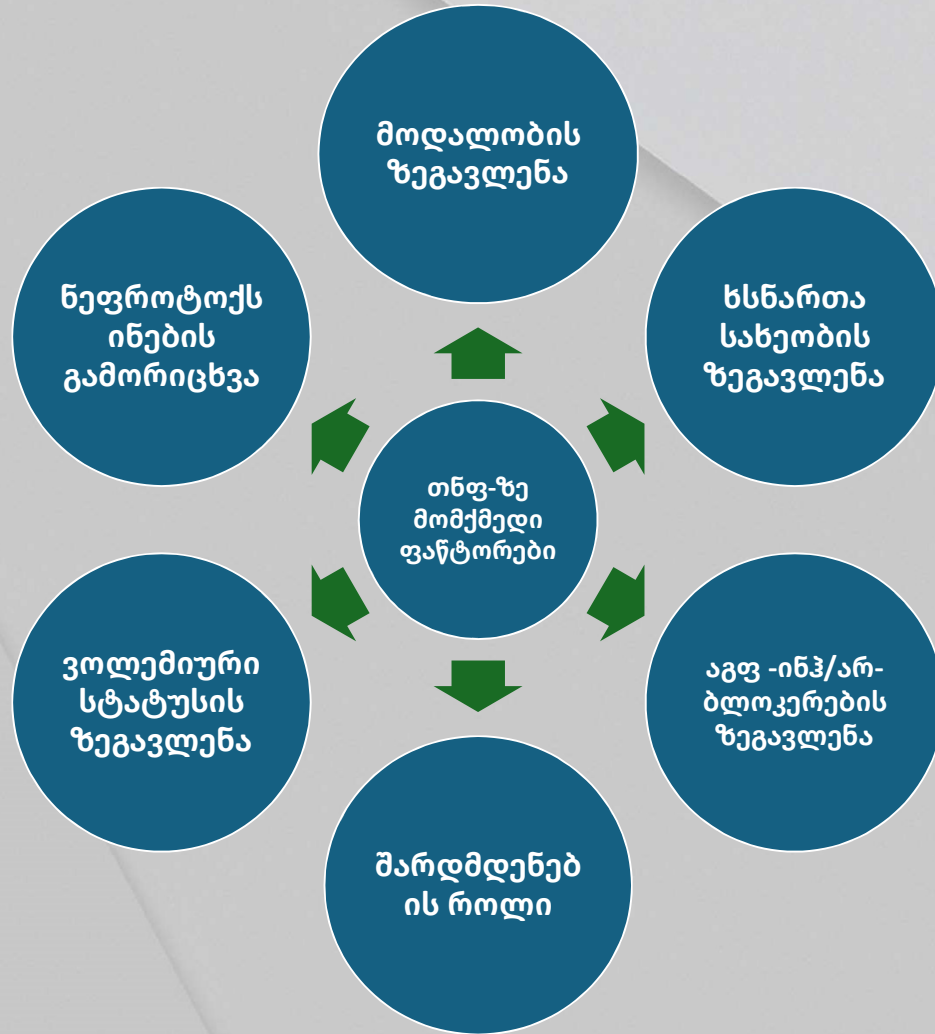 მოდალობის
ზეგავლენა
ხსნართა
სახეობის
ზეგავლენა
აგფ -ინჰ/არ-
ბლოკერების
ზეგავლენა
შარდმდენებ
ის როლი
ვოლემიური
სტატუსის
ზეგავლენა
ნეფროტოქს
ინების
გამორიცხვა
თნფ-ზე
მომქმედი
ფაწტორები